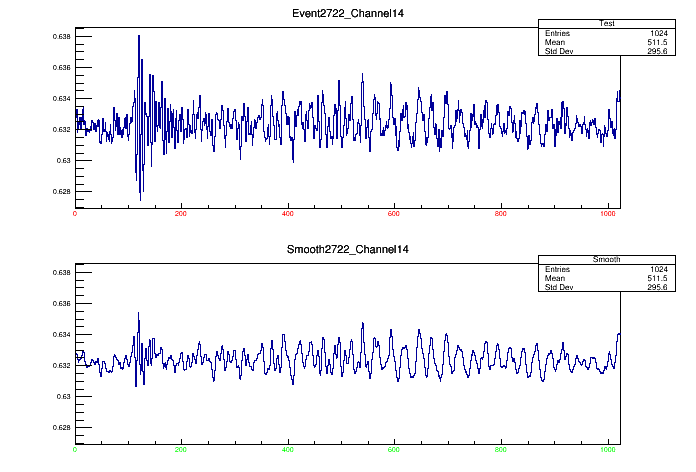 Event2722_Channel14
Test
Entries 1024
Mean 511.5
Std Dev 295.6
0.638
0.636
0.634
0.632
0.63
0.628
0 200 400 600 800 1000
Smooth2722_Channel14
Smooth
Entries 1024
Mean 511.5
Std Dev 295.6
0.638
0.636
0.634
0.632
0.63
0.628
0 200 400 600 800 1000